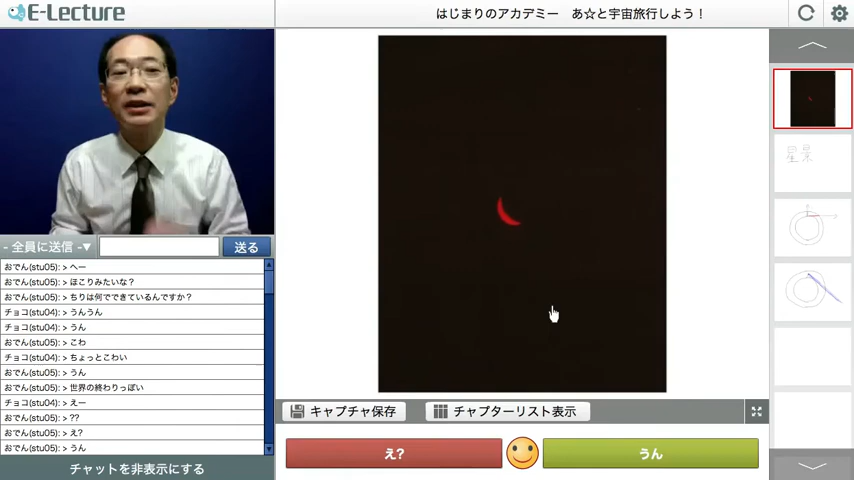 E-Lecture
はじまりのアカデミー　あ☆と宇宙旅行しよう！
- 全員に送信 -▼
送る
おでん(stu05): > へー
おでん(stu05): > ほこりみたいな？
おでん(stu05): > ちりは何でできているんですか？
チョコ(stu04): > うんうん
チョコ(stu04): > うん
おでん(stu05): > こわ
チョコ(stu04): > ちょっとこわい
おでん(stu05): > うん
おでん(stu05): > 世界の終わりっぽい
チョコ(stu04): > えー
おでん(stu05): > ??
おでん(stu05): > え?
おでん(stu05): > うん
チャットを非表示にする
キャプチャ保存
チャプターリスト表示
え?
うん
星景